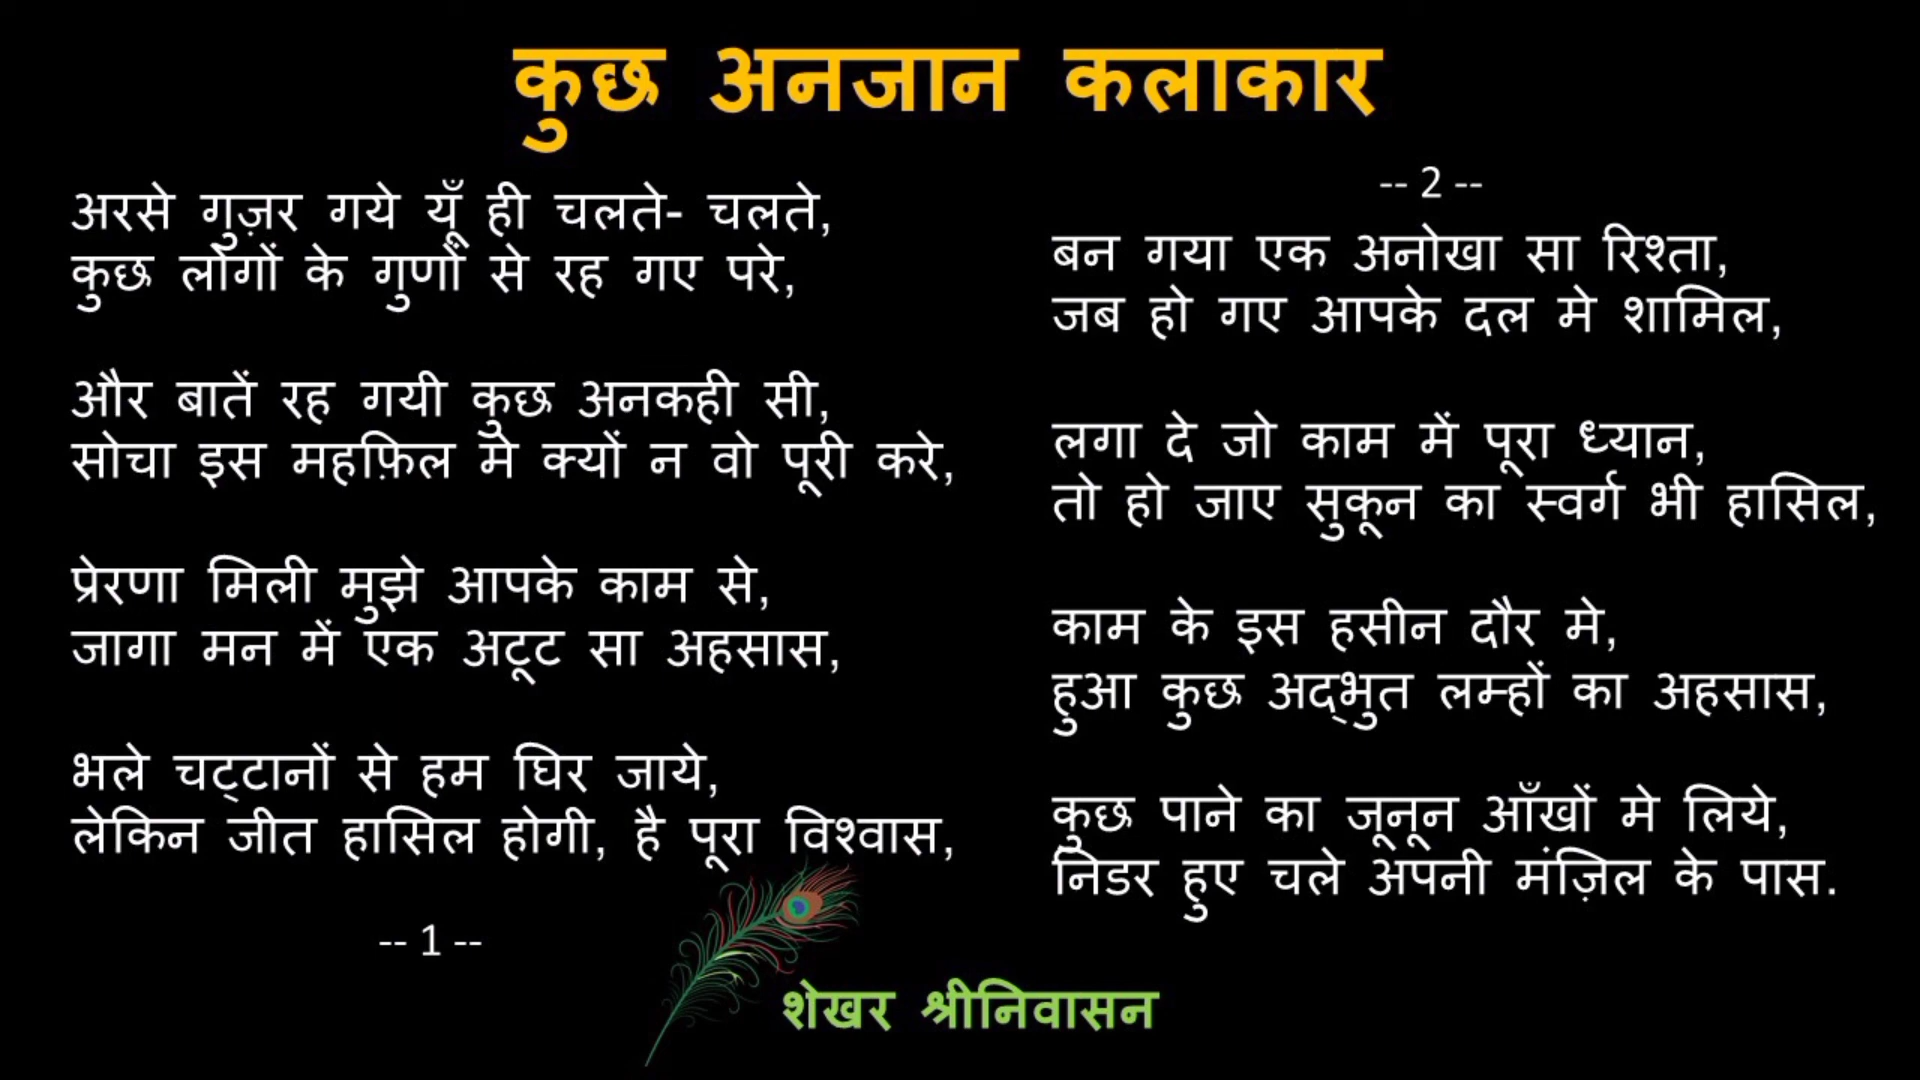 कुछ अनजान कलाकार
अरसे गुज़र गये यूँ ही चलते- चलते,
कुछ लोगों के गुणों से रह गए परे,
और बातें रह गयी कुछ अनकही सी,
सोचा इस महफ़िल मे क्यों न वो पूरी करे,
प्रेरणा मिली मुझे आपके काम से,
जागा मन में एक अटूट सा अहसास,
भले चट्टानों से हम घिर जाये,
लेकिन जीत हासिल होगी, है पूरा विश्वास,
-- 1 --
-- 2 --
बन गया एक अनोखा सा रिश्ता,
जब हो गए आपके दल मे शामिल,
लगा दे जो काम में पूरा ध्यान,
तो हो जाए सुकून का स्वर्ग भी हासिल,
काम के इस हसीन दौर मे,
हुआ कुछ अद्भुत लम्हों का अहसास,
कुछ पाने का जूनून आँखों मे लिये,
निडर हुए चले अपनी मंज़िल के पास.
शेखर श्रीनिवासन